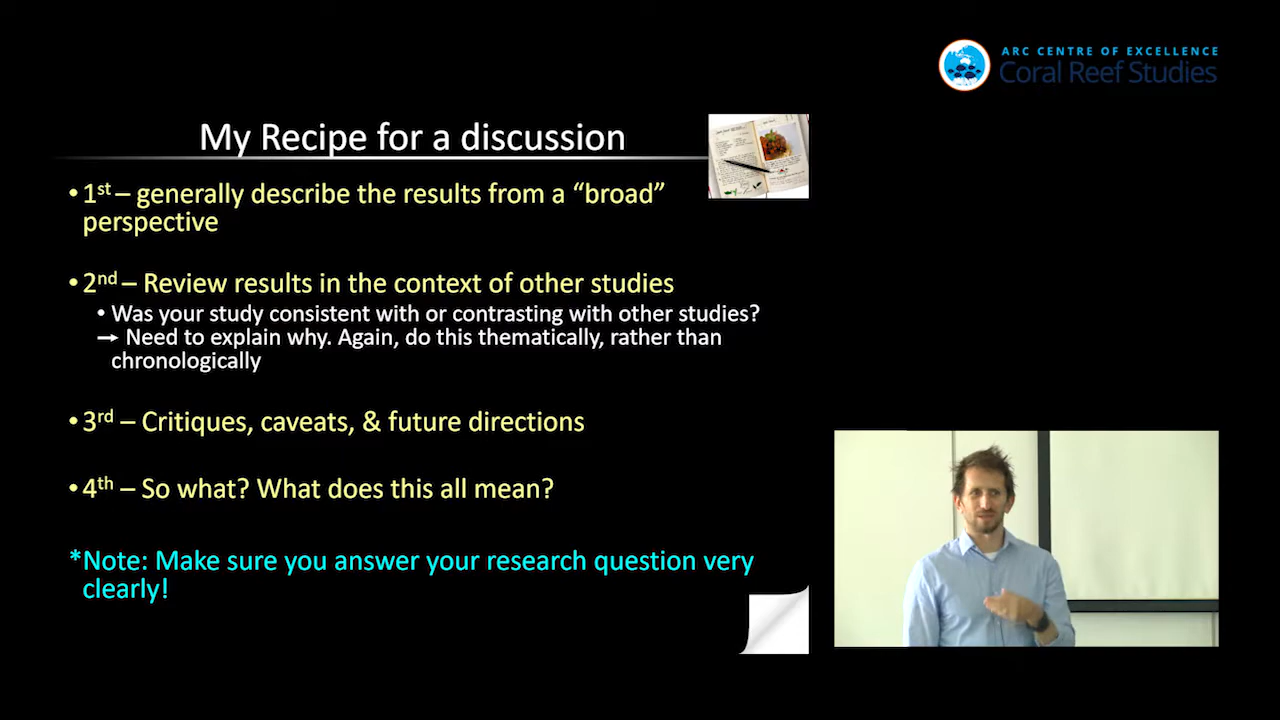 ARC CENTRE OF EXCELLENCE
Coral Reef Studies
My Recipe for a discussion
•1st – generally describe the results from a “broad”
perspective
•2nd – Review results in the context of other studies
• Was your study consistent with or contrasting with other studies?
→ Need to explain why. Again, do this thematically, rather than
chronologically
•3rd – Critiques, caveats, & future directions
•4th – So what? What does this all mean?
*Note: Make sure you answer your research question very
clearly!